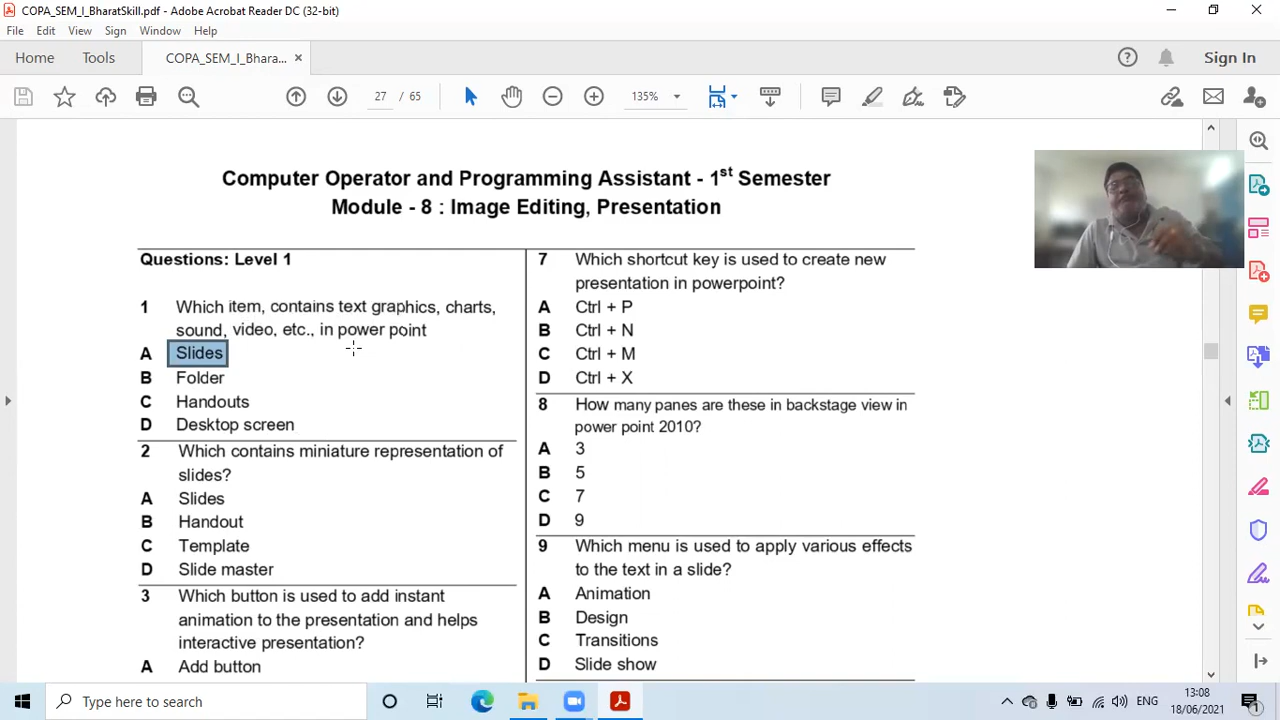 COPA_SEM_I_BharatSkill.pdf - Adobe Acrobat Reader DC (32-bit)
File Edit View Sign Window Help
Home Tools COPA_SEM_I_Bhara... × Sign In
27 / 65 135%
Computer Operator and Programming Assistant - 1st Semester
Module - 8 : Image Editing, Presentation
Questions: Level 1
1 Which item, contains text graphics, charts,
sound, video, etc., in power point
A Slides
B Folder
C Handouts
D Desktop screen
2 Which contains miniature representation of
slides?
A Slides
B Handout
C Template
D Slide master
3 Which button is used to add instant
animation to the presentation and helps
interactive presentation?
A Add button
7 Which shortcut key is used to create new
presentation in powerpoint?
A Ctrl + P
B Ctrl + N
C Ctrl + M
D Ctrl + X
8 How many panes are these in backstage view in
power point 2010?
A 3
B 5
C 7
D 9
9 Which menu is used to apply various effects
to the text in a slide?
A Animation
B Design
C Transitions
D Slide show
Type here to search
ENG
13:08
18/06/2021
1